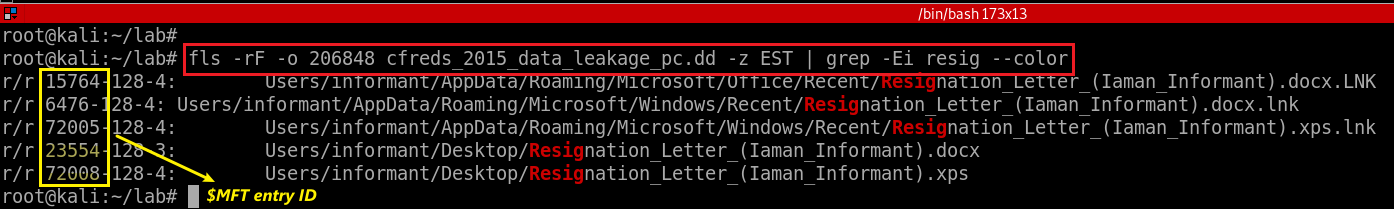 /bin/bash 173x13
root@kali:~/lab#
root@kali:~/lab# fls -rF -o 206848 cfreds_2015_data_leakage_pc.dd -z EST | grep -Ei resig --color
r/r 15764-128-4:        Users/informant/AppData/Roaming/Microsoft/Office/Recent/Resignation_Letter_(Iaman_Informant).docx.LNK
r/r 6476-128-4: Users/informant/AppData/Roaming/Microsoft/Windows/Recent/Resignation_Letter_(Iaman_Informant).docx.lnk
r/r 72005-128-4:        Users/informant/AppData/Roaming/Microsoft/Windows/Recent/Resignation_Letter_(Iaman_Informant).xps.lnk
r/r 23554-128-3:        Users/informant/Desktop/Resignation_Letter_(Iaman_Informant).docx
r/r 72008-128-4:        Users/informant/Desktop/Resignation_Letter_(Iaman_Informant).xps
root@kali:~/lab# $MFT entry ID